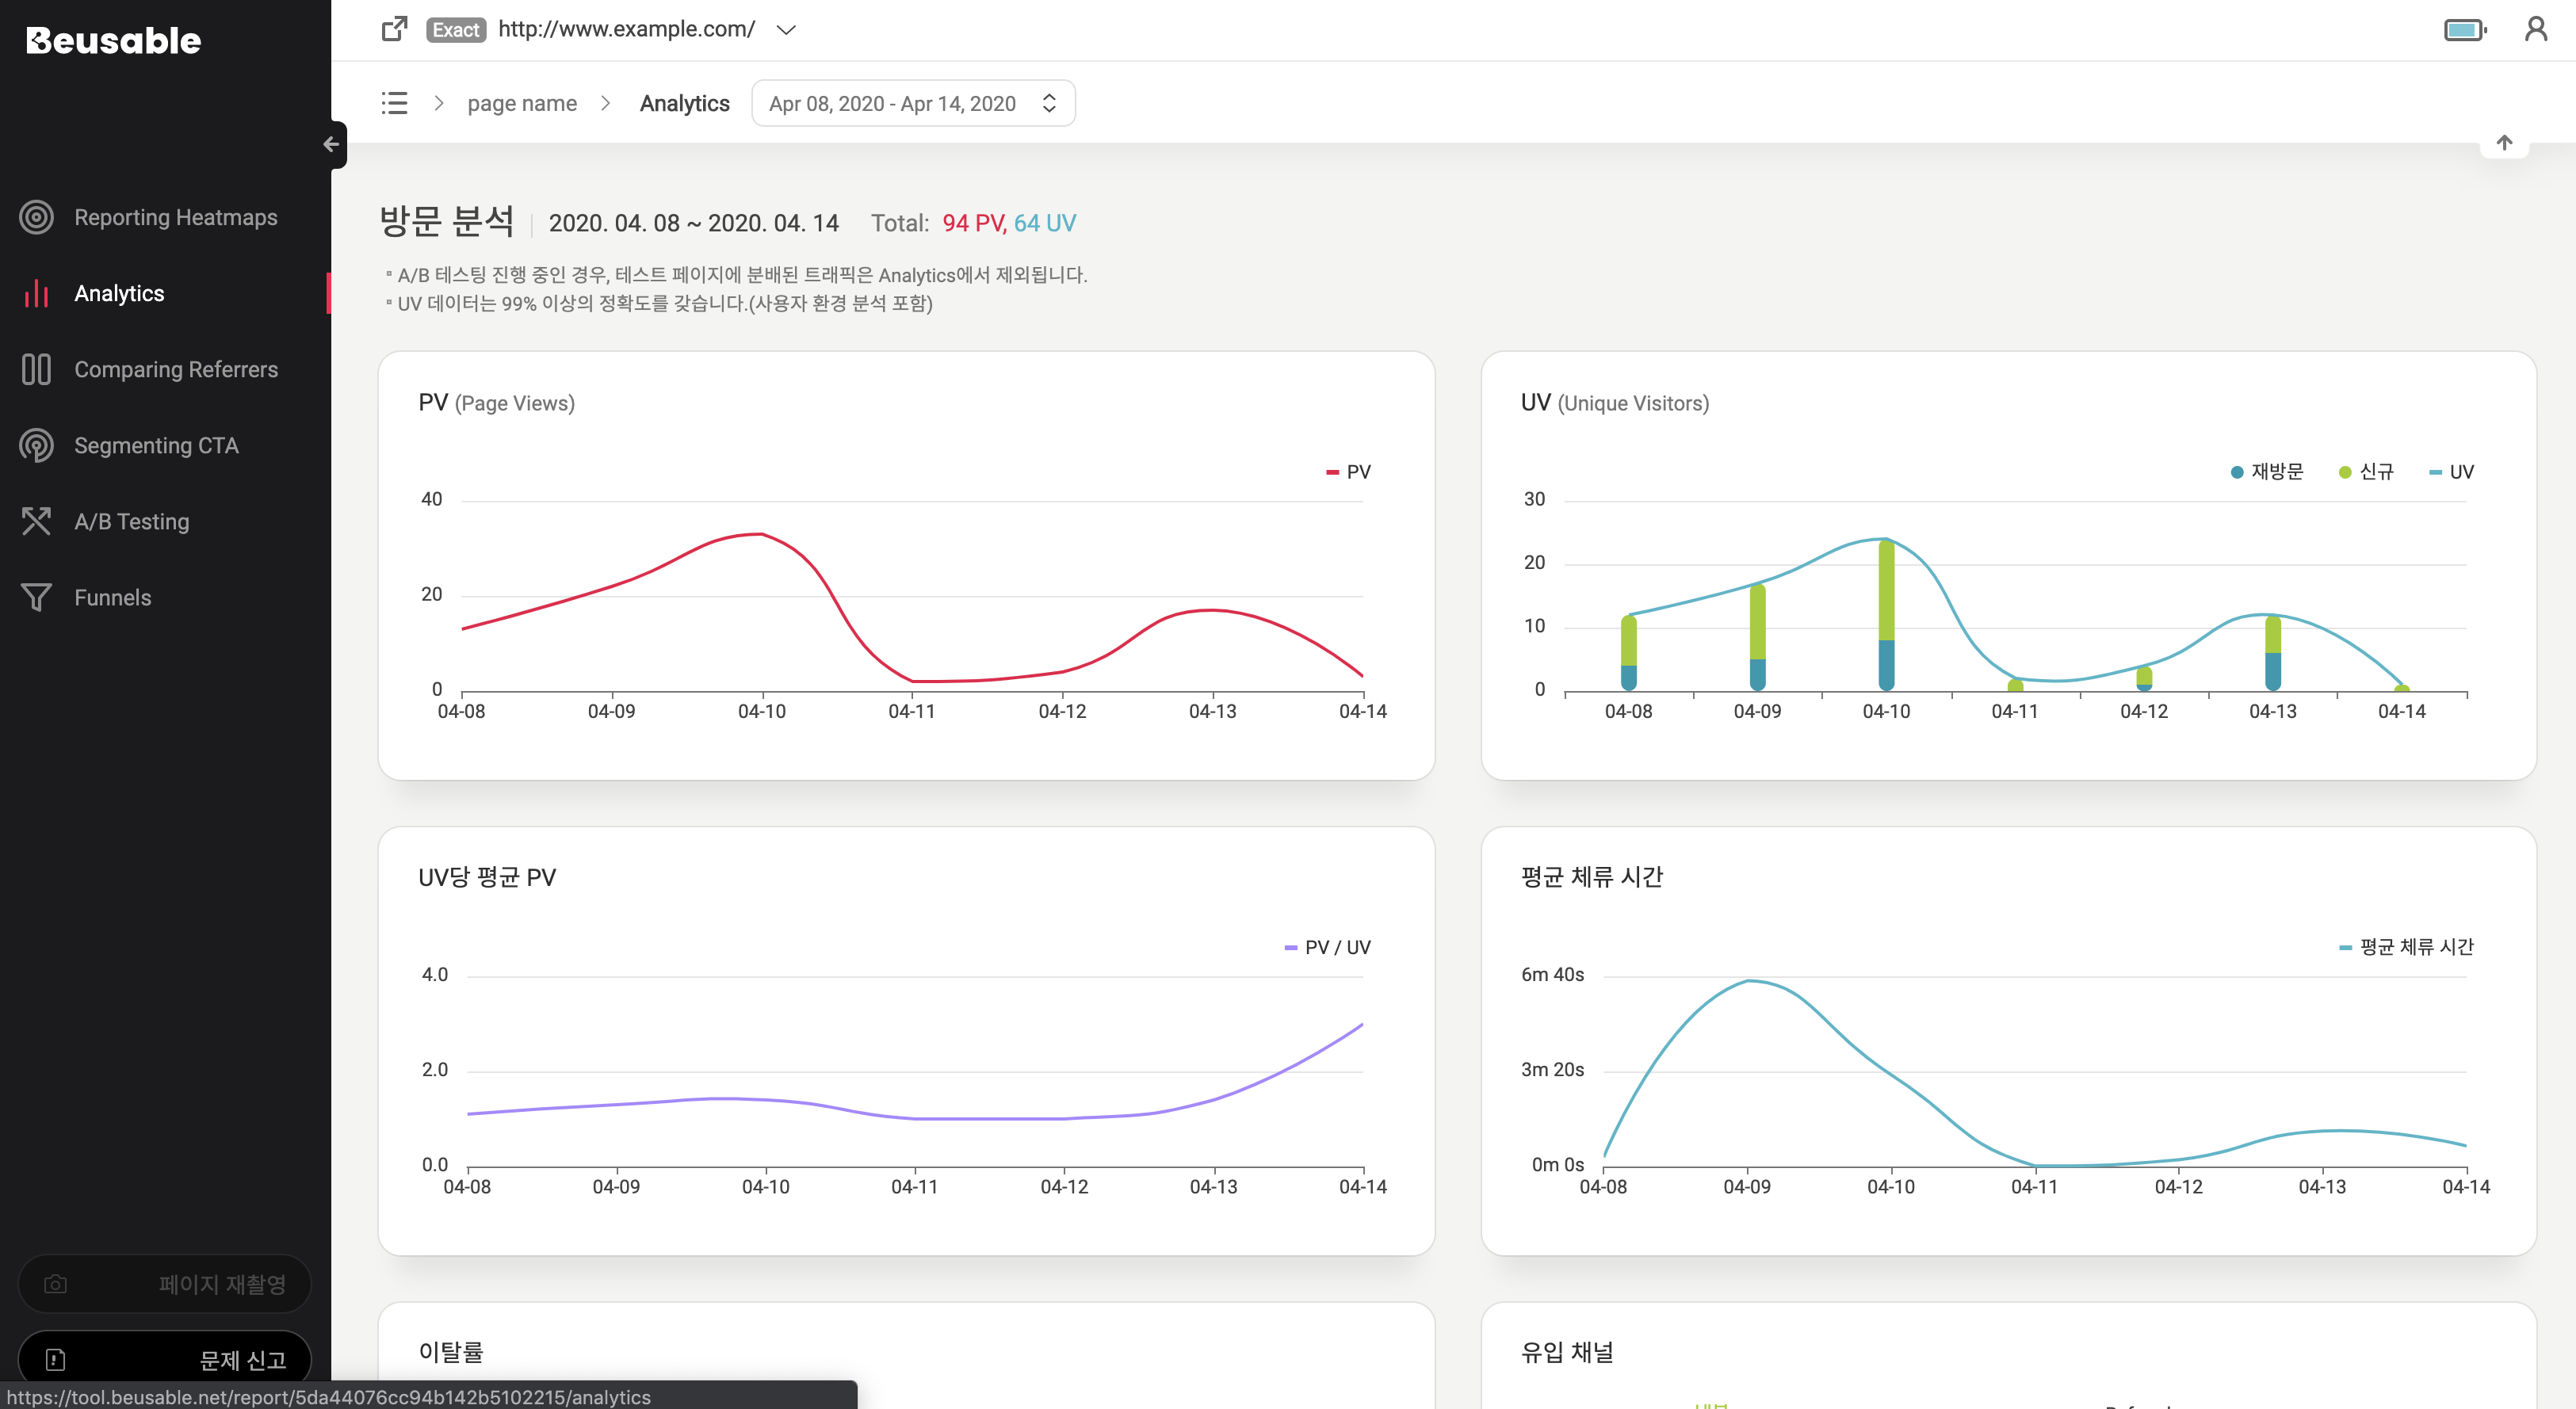 Beusable
Exact http://www.example.com/
page name Analytics Apr 08, 2020 - Apr 14, 2020
Reporting Heatmaps
Analytics
Comparing Referrers
Segmenting CTA
A/B Testing
Funnels
페이지 재촬영
문제 신고
https://tool.beusable.net/report/5da44076cc94b142b5102215/analytics
방문 분석 2020. 04. 08 ~ 2020. 04. 14 Total: 94 PV, 64 UV
A/B 테스팅 진행 중인 경우, 테스트 페이지에 분배된 트래픽은 Analytics에서 제외됩니다.
UV 데이터는 99% 이상의 정확도를 갖습니다.(사용자 환경 분석 포함)
PV (Page Views)
PV
40
20
0
04-08 04-09 04-10 04-11 04-12 04-13 04-14
UV (Unique Visitors)
재방문 신규 UV
30
20
10
0
04-08 04-09 04-10 04-11 04-12 04-13 04-14
UV당 평균 PV
PV / UV
4.0
2.0
0.0
04-08 04-09 04-10 04-11 04-12 04-13 04-14
평균 체류 시간
평균 체류 시간
6m 40s
3m 20s
0m 0s
04-08 04-09 04-10 04-11 04-12 04-13 04-14
이탈률
유입 채널